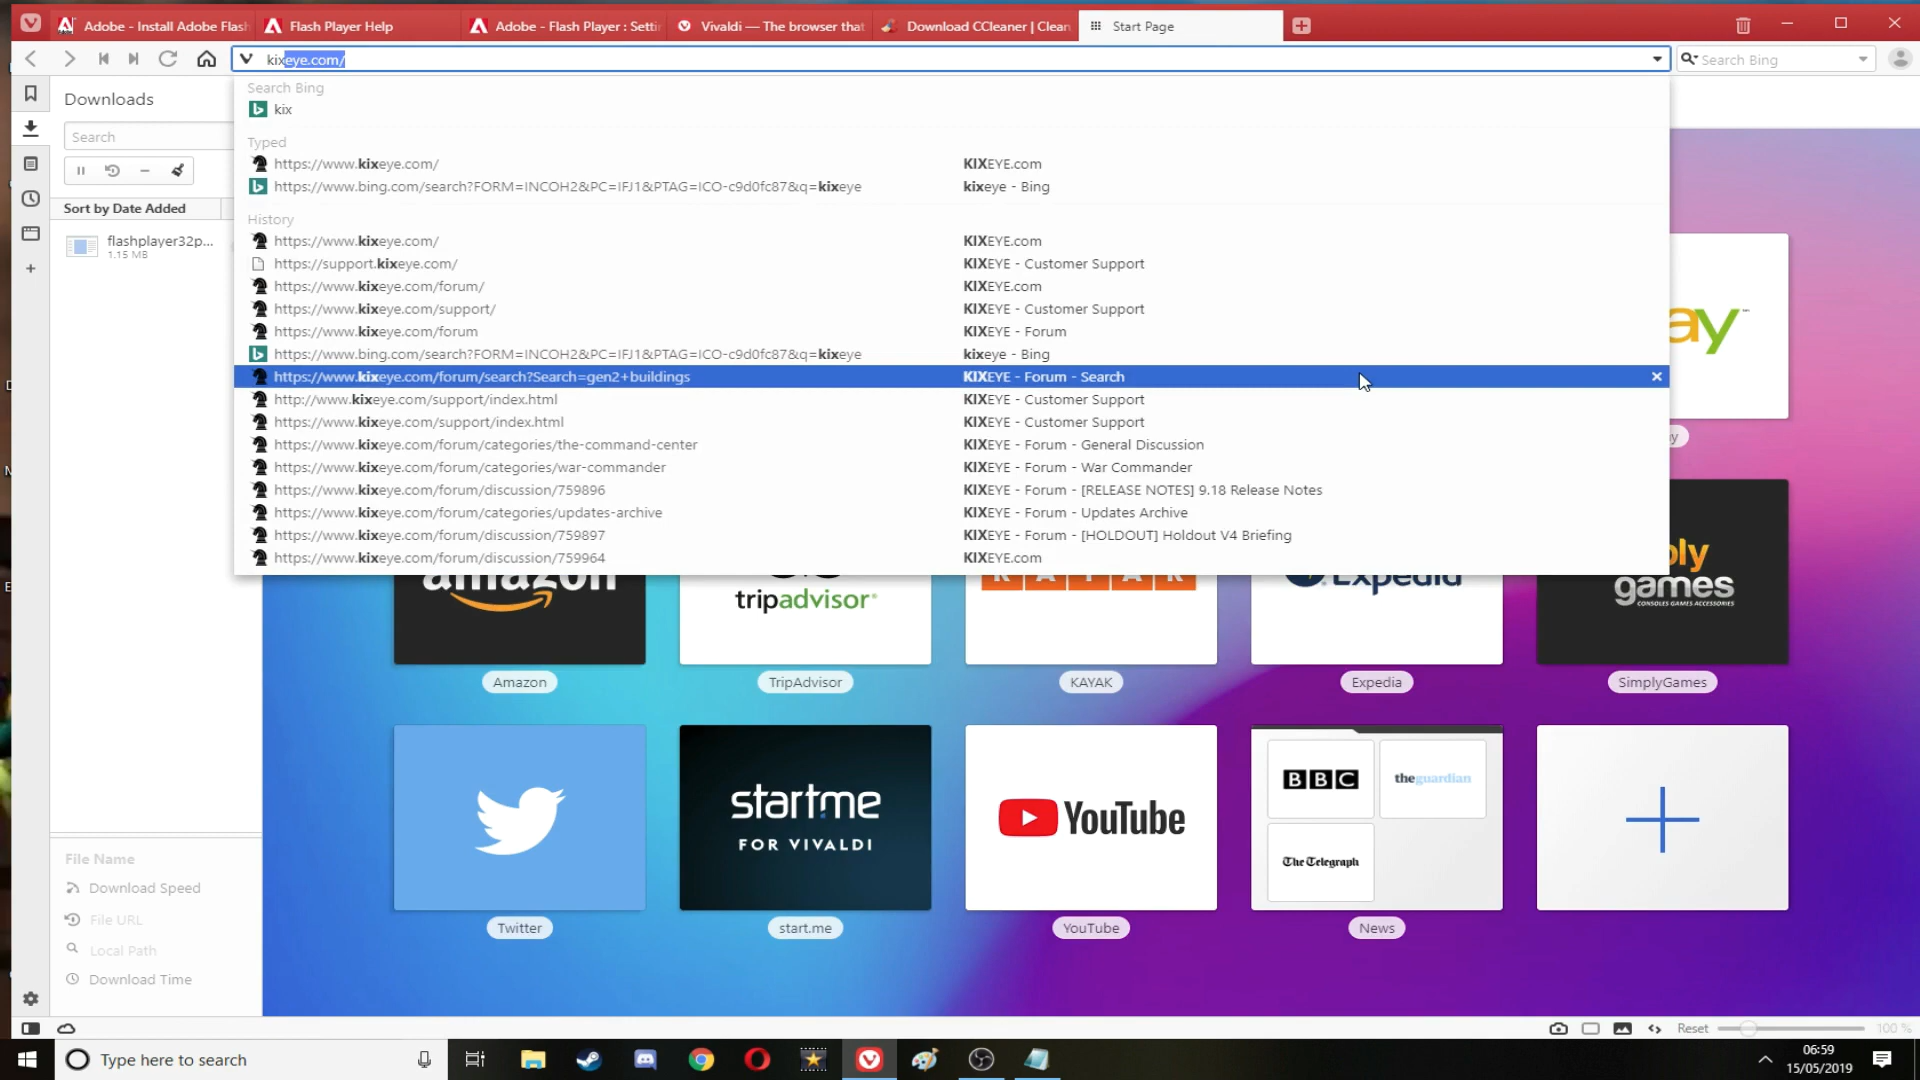 Adobe - Install Adobe Flash
Flash Player Help
Adobe - Flash Player : Setti
Vivaldi — The browser that
Download CCleaner | Clean
Start Page
kixeye.com/
Search Bing
Downloads
Search
Sort by Date Added
flashplayer32p...
1.15 MB
Search Bing
kix
Typed
https://www.kixeye.com/ KIXEYE.com
https://www.bing.com/search?FORM=INCOH2&PC=IFJ1&PTAG=ICO-c9d0fc87&q=kixeye kixeye - Bing
History
https://www.kixeye.com/ KIXEYE.com
https://support.kixeye.com/ KIXEYE - Customer Support
https://www.kixeye.com/forum/ KIXEYE.com
https://www.kixeye.com/support/ KIXEYE - Customer Support
https://www.kixeye.com/forum KIXEYE - Forum
https://www.bing.com/search?FORM=INCOH2&PC=IFJ1&PTAG=ICO-c9d0fc87&q=kixeye kixeye - Bing
https://www.kixeye.com/forum/search?Search=gen2+buildings KIXEYE - Forum - Search
http://www.kixeye.com/support/index.html KIXEYE - Customer Support
https://www.kixeye.com/support/index.html KIXEYE - Customer Support
https://www.kixeye.com/forum/categories/the-command-center KIXEYE - Forum - General Discussion
https://www.kixeye.com/forum/categories/war-commander KIXEYE - Forum - War Commander
https://www.kixeye.com/forum/discussion/759896 KIXEYE - Forum - [RELEASE NOTES] 9.18 Release Notes
https://www.kixeye.com/forum/categories/updates-archive KIXEYE - Forum - Updates Archive
https://www.kixeye.com/forum/discussion/759897 KIXEYE - Forum - [HOLDOUT] Holdout V4 Briefing
https://www.kixeye.com/forum/discussion/759964 KIXEYE.com
ay
amazon
tripadvisor
KAYAK
Expedia
ply
games
CONSOLES GAMES ACCESSORIES
Amazon
TripAdvisor
KAYAK
Expedia
SimplyGames
startme
FOR VIVALDI
YouTube
BBC
theguardian
The Telegraph
Twitter
start.me
YouTube
News
File Name
Download Speed
File URL
Local Path
Download Time
Reset
100 %
Type here to search
06:59
15/05/2019